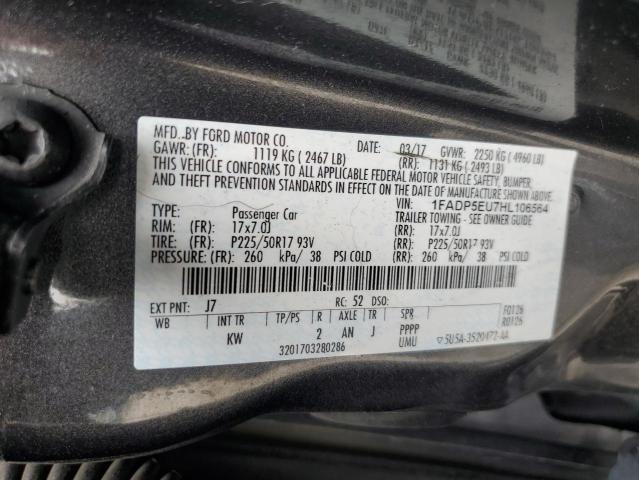 MFD. BY FORD MOTOR CO.
DATE: 03/17 GVWR: 2250 KG ( 4960 LB)
GAWR: (FR): 1119 KG ( 2467 LB) (RR): 1131 KG ( 2493 LB)
THIS VEHICLE CONFORMS TO ALL APPLICABLE FEDERAL MOTOR VEHICLE SAFETY, BUMPER,
AND THEFT PREVENTION STANDARDS IN EFFECT ON THE DATE OF MANUFACTURE SHOWN ABOVE.
VIN: 1FADP5EU7HL106564
TYPE: Passenger Car TRAILER TOWING - SEE OWNER GUIDE
RIM: (FR): 17x7.0J (RR): 17x7.0J
TIRE: (FR): P225/50R17 93V (RR): P225/50R17 93V
PRESSURE: (FR): 260 kPa/ 38 PSI COLD (RR): 260 kPa/ 38 PSI COLD
EXT PNT: J7 RC: 52 DSO:
WB INT TR TP/PS R AXLE TR SPR
KW 2 AN J PPPP
UMU
F0126
R0126
3201703280286
5U5A-3520472-AA